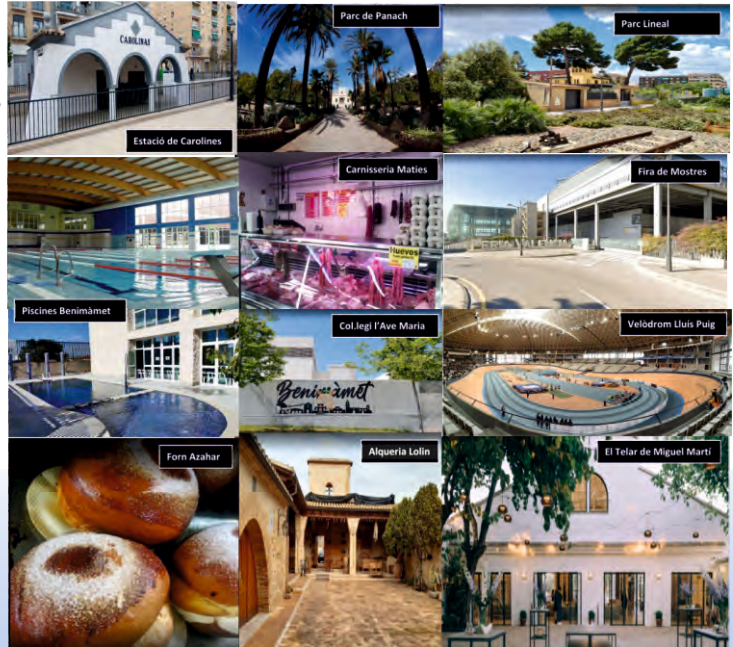 CAROLINAS
Estació de Carolines
Parc de Panach
Parc Lineal
Carnisseria Maties
Huevos
Fira de Mostres
Piscines Benimàmet
Col.legi l'Ave Maria
Benimàmet
Velòdrom Lluís Puig
Forn Azahar
Alqueria Lolin
El Telar de Miguel Martí